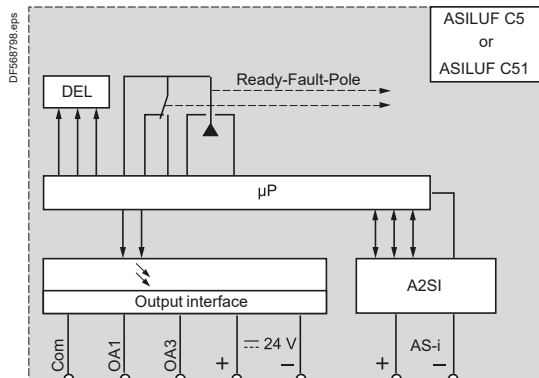 DF568798.eps
ASILUF C5
or
ASILUF C51
Ready-Fault-Pole
DEL
µP
A2SI
Output interface
Com
OA1
OA3
+
24 V
–
+
AS-i
–